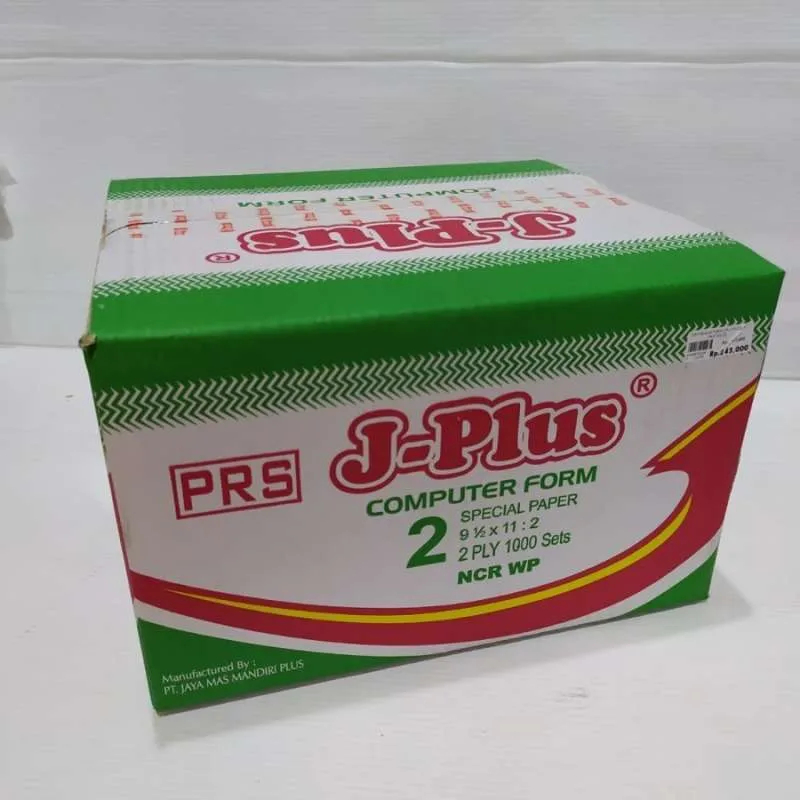 COMPUTER FORM
J-Plus®
J-Plus®
PRS
COMPUTER FORM
2
SPECIAL PAPER
9 ½ x 11 : 2
2 PLY 1000 Sets
NCR WP
Manufactured By :
PT. JAYA MAS MANDIRI PLUS